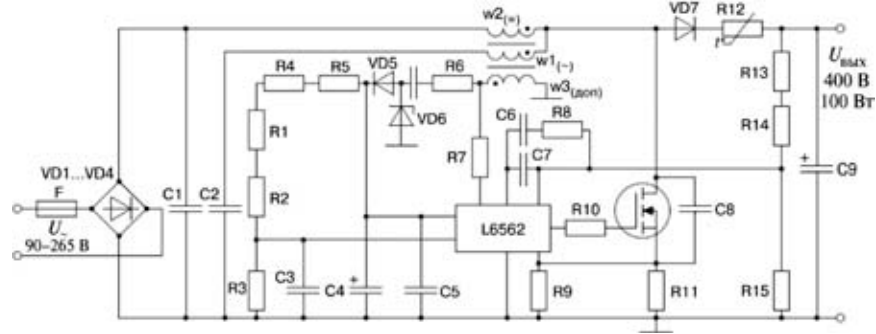 w2(=)
VD7
R12
t°
VD5
w1(~)
Uвых
400 В
100 Вт
R4
R5
R6
R13
w3(доп)
VD6
C6
R8
R14
R1
C7
R7
VD1...VD4
C1
C2
R2
+
C9
F
C8
L6562
R10
U~
90–265 В
C3
+
R3
C4
C5
R9
R11
R15